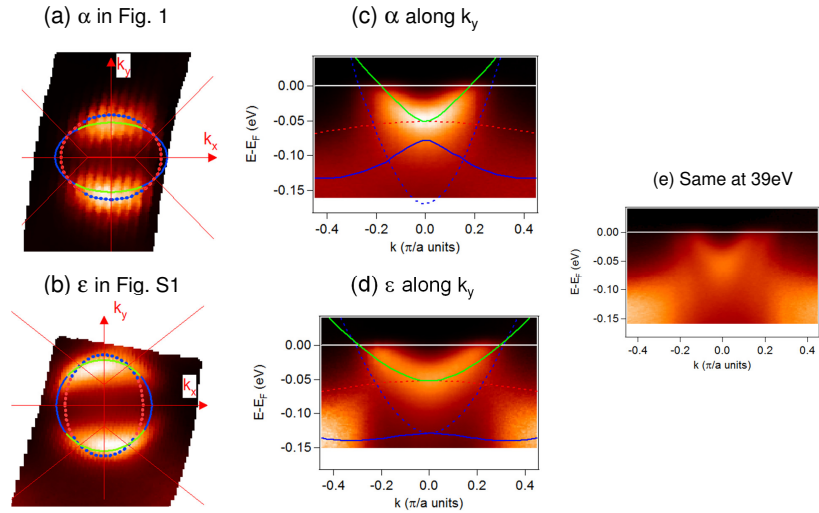 (a) α in Fig. 1
k_y
k_x
(b) ε in Fig. S1
k_y
k_x
(c) α along k_y
0.00
-0.05
-0.10
-0.15
E-E_F (eV)
-0.4 -0.2 0.0 0.2 0.4
k (π/a units)
(d) ε along k_y
0.00
-0.05
-0.10
-0.15
E-E_F (eV)
-0.4 -0.2 0.0 0.2 0.4
k (π/a units)
(e) Same at 39eV
0.00
-0.05
-0.10
-0.15
E-E_F (eV)
-0.4 -0.2 0.0 0.2 0.4
k (π/a units)